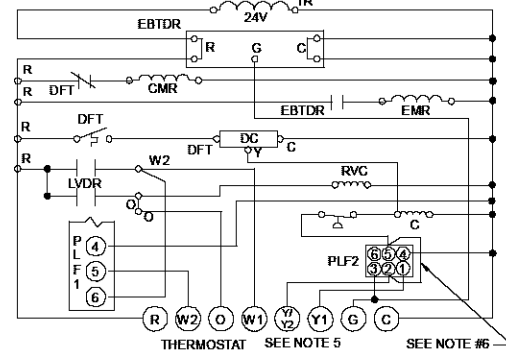 TR
24V
EBTDR
R G C
R
DFT CMR
R
EBTDR EMR
R DFT
DFT DC C
Y
R
W2
LVDR RVC
O
O
C
P L F 1
4
5
6
PLF2
6 5 4
3 2 1
R W2 O W1 Y/Y2 Y1 G C
THERMOSTAT SEE NOTE 5
SEE NOTE #6